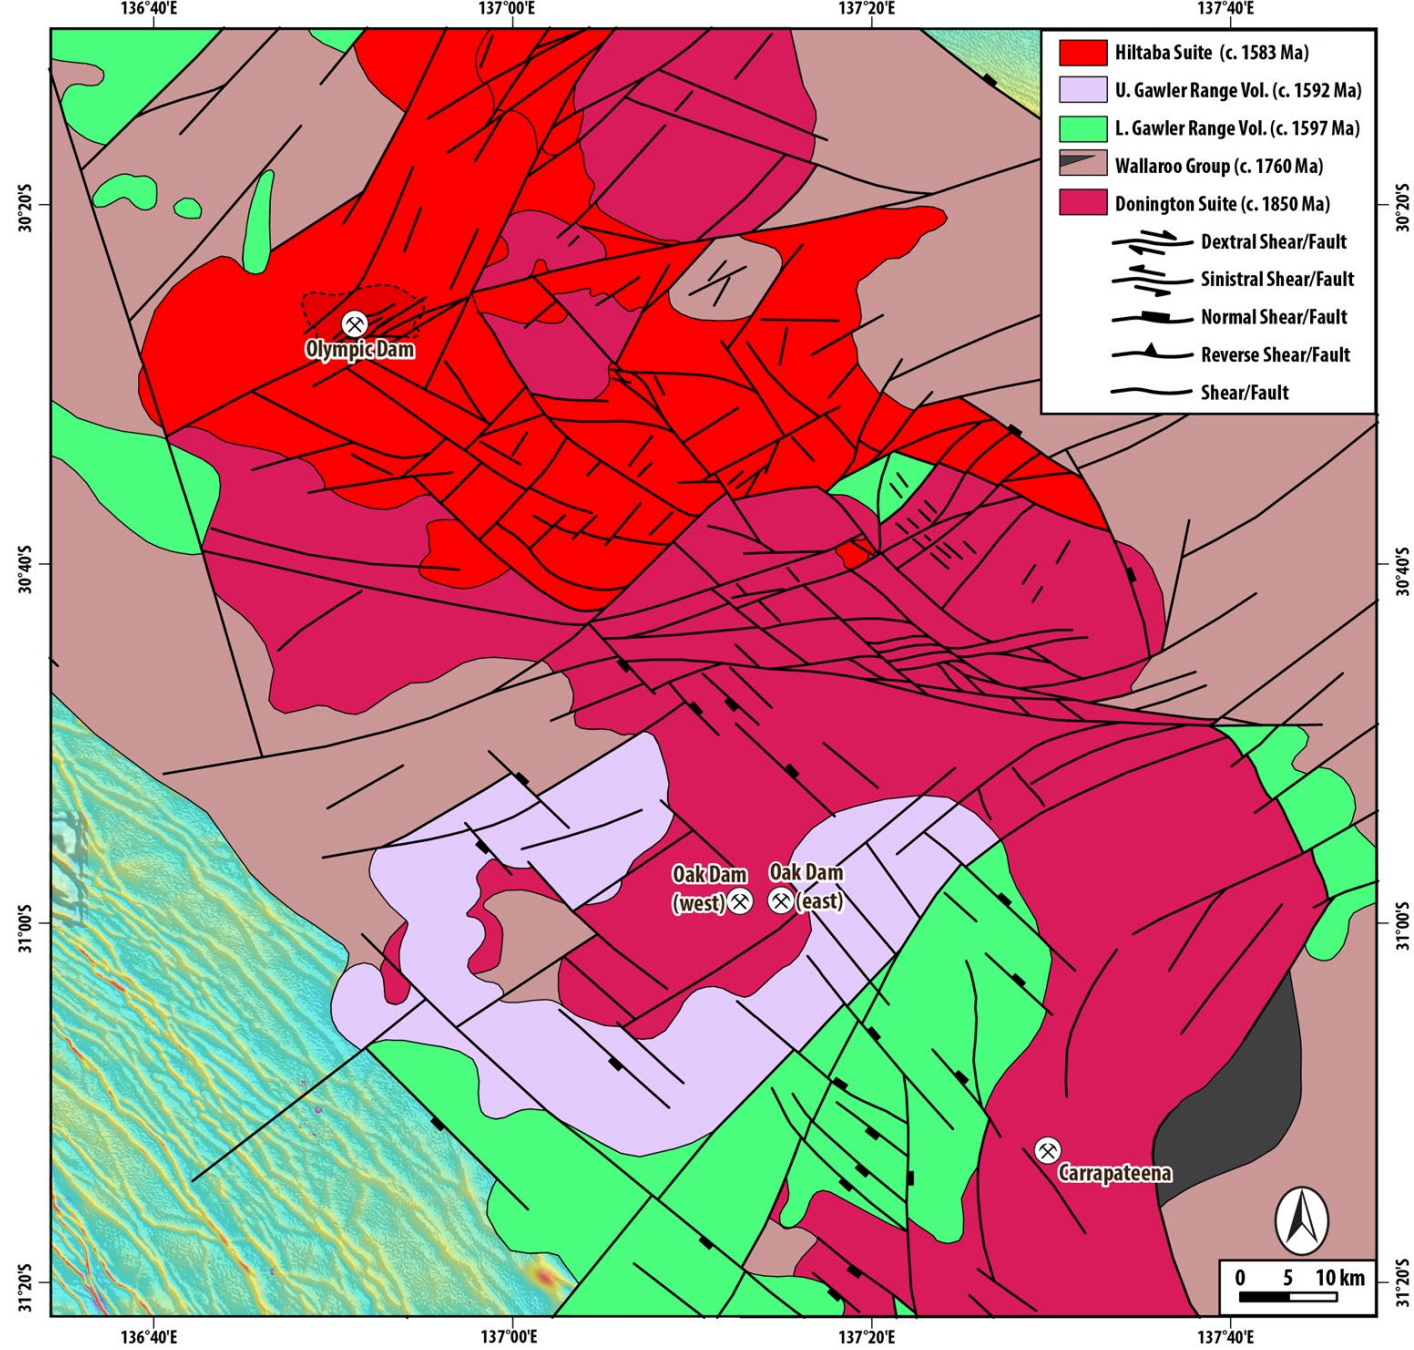 136°40'E 137°00'E 137°20'E 137°40'E
Hiltaba Suite (c. 1583 Ma)
U. Gawler Range Vol. (c. 1592 Ma)
L. Gawler Range Vol. (c. 1597 Ma)
Wallaroo Group (c. 1760 Ma)
Donington Suite (c. 1850 Ma)
Dextral Shear/Fault
Sinistral Shear/Fault
Normal Shear/Fault
Reverse Shear/Fault
Shear/Fault
30°20'S 30°20'S
Olympic Dam
30°40'S 30°40'S
Oak Dam
(west)
Oak Dam
(east)
31°00'S 31°00'S
Carrapateena
31°20'S 31°20'S
0 5 10 km
136°40'E 137°00'E 137°20'E 137°40'E